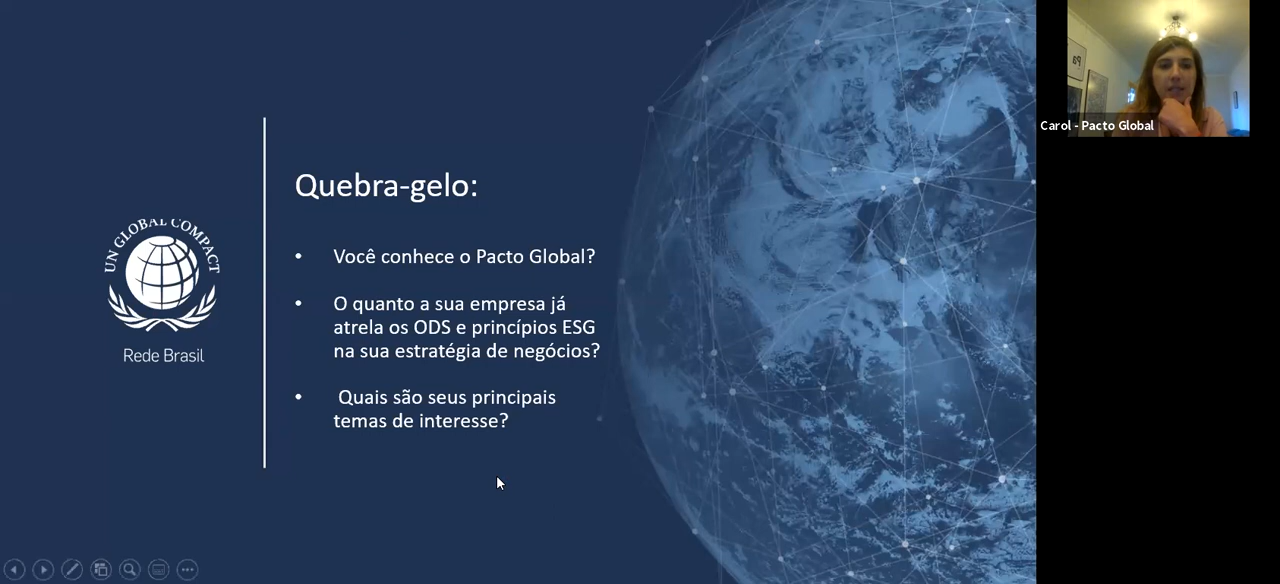 Quebra-gelo:
• Você conhece o Pacto Global?
• O quanto a sua empresa já
atrela os ODS e princípios ESG
na sua estratégia de negócios?
• Quais são seus principais
temas de interesse?
UN GLOBAL COMPACT
Rede Brasil
Carol - Pacto Global